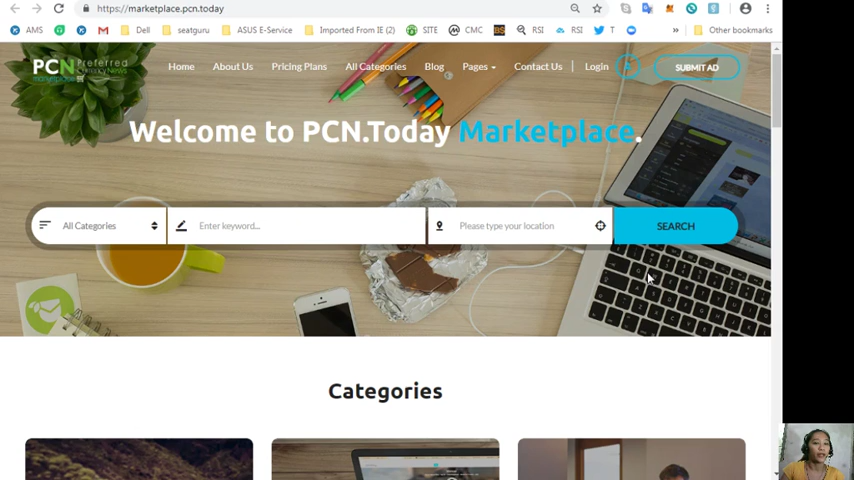 https://marketplace.pcn.today
AMS
Dell
seatguru
ASUS E-Service
Imported From IE (2)
SITE
CMC
RSI
RSI
T
Other bookmarks
PCN Preferred CurrencyNews
marketplace
Home
About Us
Pricing Plans
All Categories
Blog
Pages
Contact Us
Login
SUBMIT AD
Welcome to PCN.Today Marketplace.
All Categories
Enter keyword...
Please type your location
SEARCH
Categories